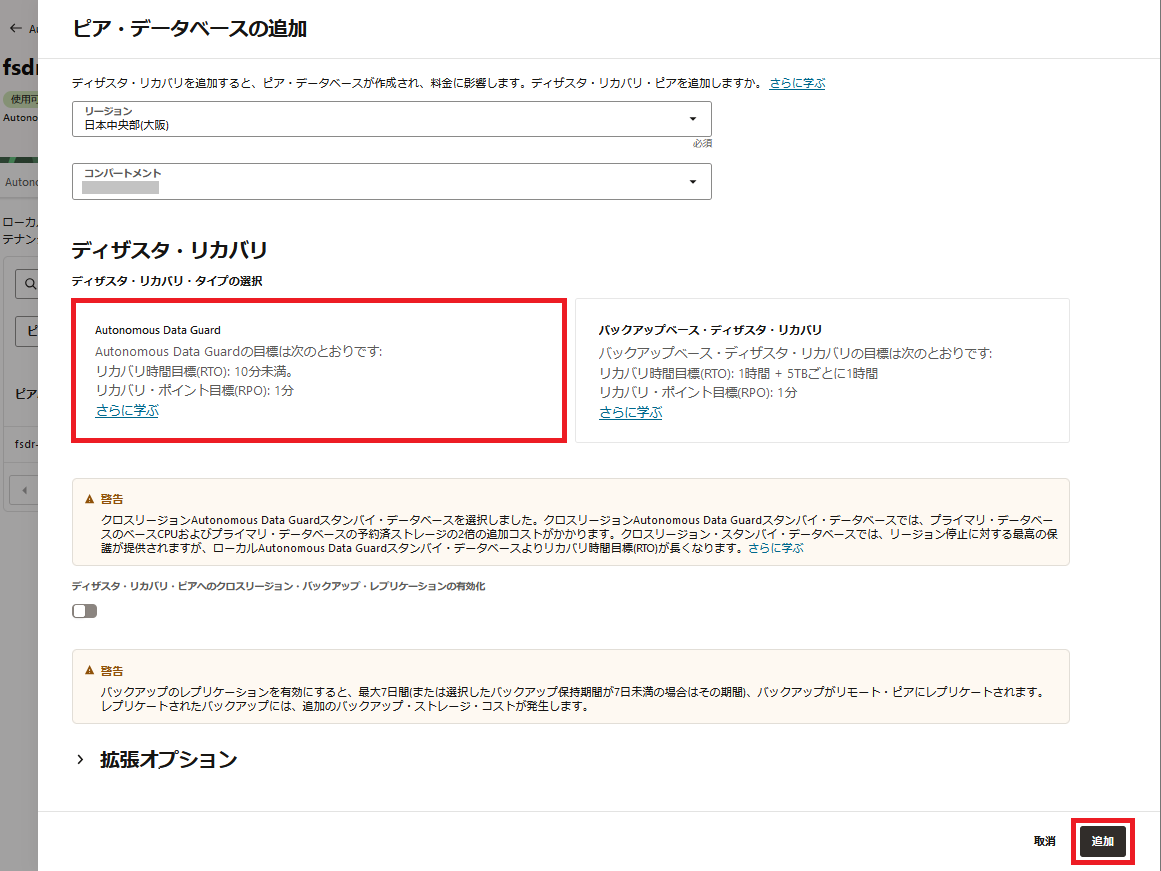 ピア・データベースの追加
ディザスタ・リカバリを追加すると、ピア・データベースが作成され、料金に影響します。ディザスタ・リカバリ・ピアを追加しますか。 さらに学ぶ
fsdr
リージョン
日本中央部(大阪)
使用可
Autono
必須
コンパートメント
Autono
ローカ
テナン
ディザスタ・リカバリ
ディザスタ・リカバリ・タイプの選択
Autonomous Data Guard
Autonomous Data Guardの目標は次のとおりです:
リカバリ時間目標(RTO): 10分未満。
リカバリ・ポイント目標(RPO): 1分
さらに学ぶ
バックアップベース・ディザスタ・リカバリ
バックアップベース・ディザスタ・リカバリの目標は次のとおりです:
リカバリ時間目標(RTO): 1時間 + 5TBごとに1時間
リカバリ・ポイント目標(RPO): 1分
さらに学ぶ
ピ
ピア
fsdr-
警告
クロスリージョンAutonomous Data Guardスタンバイ・データベースを選択しました。クロスリージョンAutonomous Data Guardスタンバイ・データベースでは、プライマリ・データベー
スのベースCPUおよびプライマリ・データベースの予約済ストレージの2倍の追加コストがかかります。クロスリージョン・スタンバイ・データベースでは、リージョン停止に対する最高の保
護が提供されますが、ローカルAutonomous Data Guardスタンバイ・データベースよりリカバリ時間目標(RTO)が長くなります。さらに学ぶ
ディザスタ・リカバリ・ピアへのクロスリージョン・バックアップ・レプリケーションの有効化
警告
バックアップのレプリケーションを有効にすると、最大7日間(または選択したバックアップ保持期間が7日未満の場合はその期間)、バックアップがリモート・ピアにレプリケートされます。
レプリケートされたバックアップには、追加のバックアップ・ストレージ・コストが発生します。
拡張オプション
取消
追加